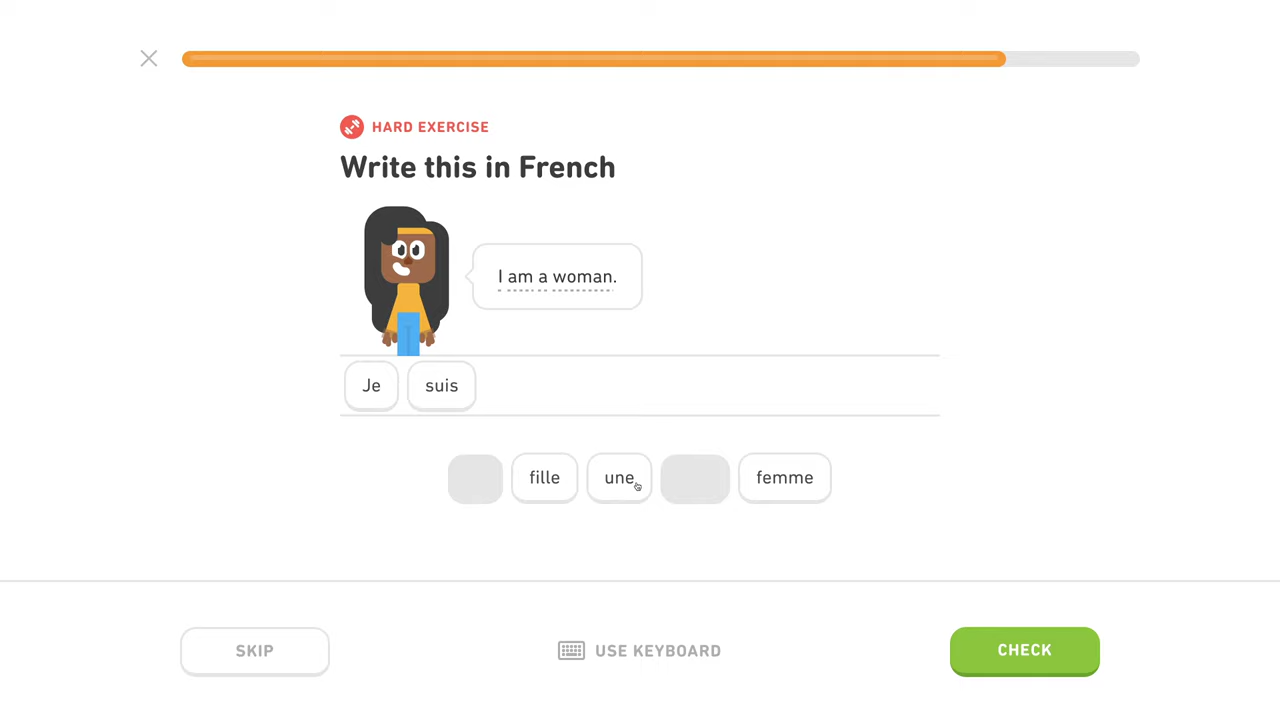 HARD EXERCISE
Write this in French
I am a woman.
Je suis
fille une femme
SKIP USE KEYBOARD CHECK